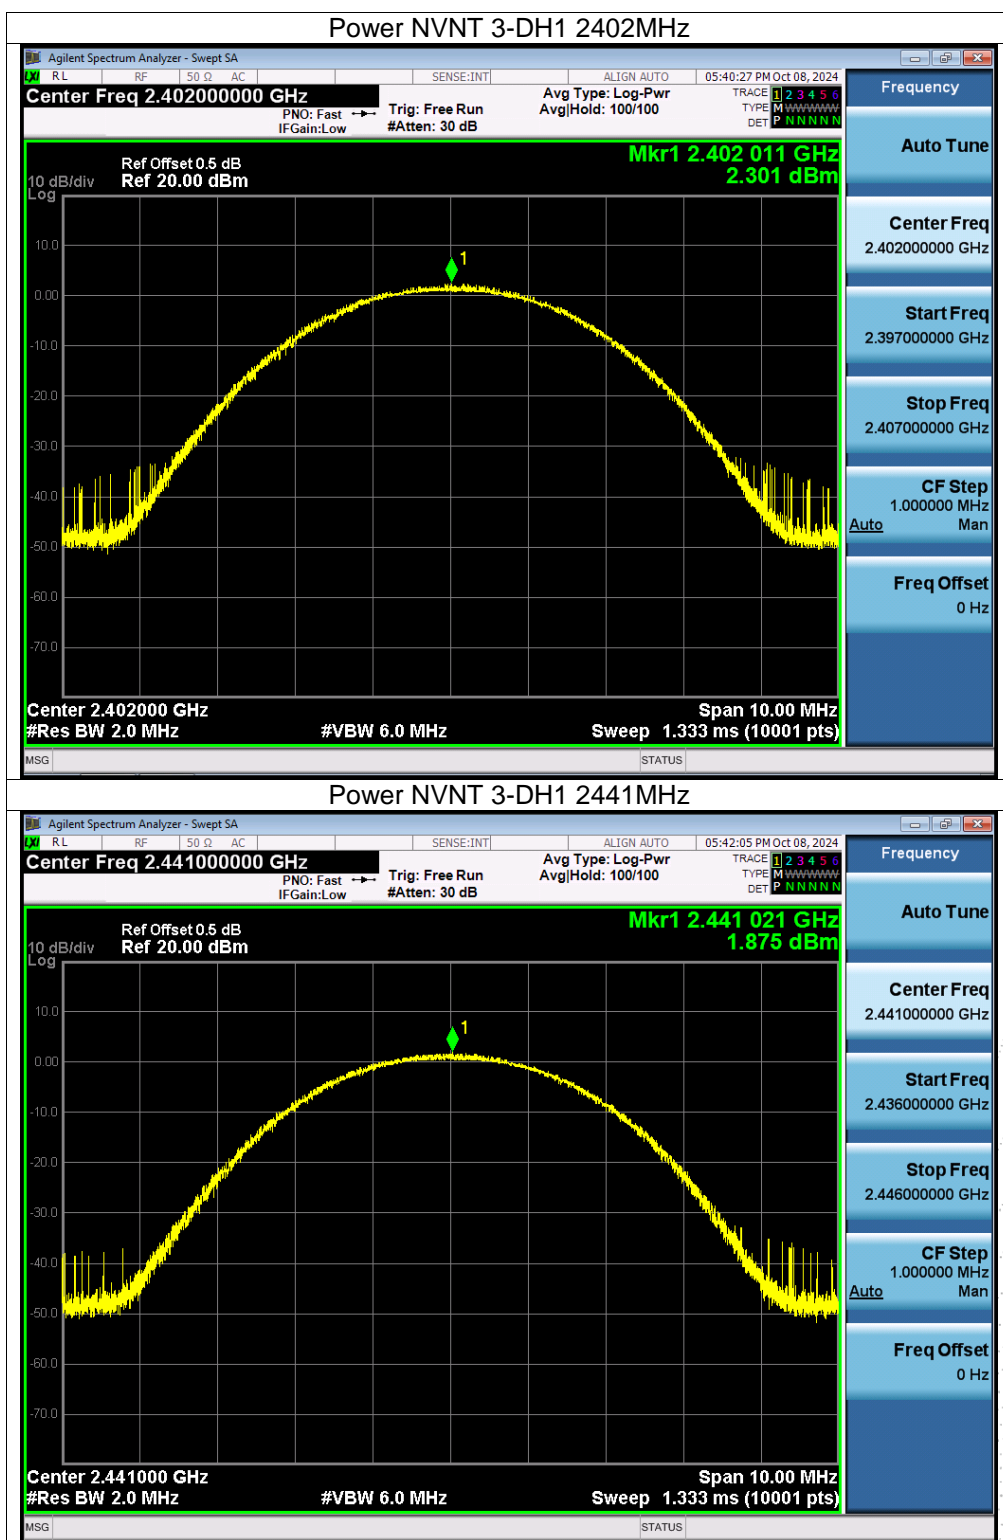 Power NVNT 3-DH1 2402MHz
Agilent Spectrum Analyzer - Swept SA
LXI RL RF 50 Ω AC SENSE:INT ALIGN AUTO 05:40:27 PM Oct 08, 2024
Center Freq 2.402000000 GHz
PNO: Fast
IFGain:Low
Trig: Free Run
#Atten: 30 dB
Avg Type: Log-Pwr
Avg|Hold: 100/100
TRACE 1 2 3 4 5 6
TYPE M WWWWW
DET P N N N N N
Ref Offset 0.5 dB
Ref 20.00 dBm
10 dB/div
Log
Mkr1 2.402 011 GHz
2.301 dBm
1
10.0
0.00
-10.0
-20.0
-30.0
-40.0
-50.0
-60.0
-70.0
Center 2.402000 GHz
Span 10.00 MHz
#Res BW 2.0 MHz
#VBW 6.0 MHz
Sweep 1.333 ms (10001 pts)
MSG
STATUS
Frequency
Auto Tune
Center Freq
2.402000000 GHz
Start Freq
2.397000000 GHz
Stop Freq
2.407000000 GHz
CF Step
1.000000 MHz
Auto Man
Freq Offset
0 Hz
Power NVNT 3-DH1 2441MHz
Agilent Spectrum Analyzer - Swept SA
LXI RL RF 50 Ω AC SENSE:INT ALIGN AUTO 05:42:05 PM Oct 08, 2024
Center Freq 2.441000000 GHz
PNO: Fast
IFGain:Low
Trig: Free Run
#Atten: 30 dB
Avg Type: Log-Pwr
Avg|Hold: 100/100
TRACE 1 2 3 4 5 6
TYPE M WWWWW
DET P N N N N N
Ref Offset 0.5 dB
Ref 20.00 dBm
10 dB/div
Log
Mkr1 2.441 021 GHz
1.875 dBm
1
10.0
0.00
-10.0
-20.0
-30.0
-40.0
-50.0
-60.0
-70.0
Center 2.441000 GHz
Span 10.00 MHz
#Res BW 2.0 MHz
#VBW 6.0 MHz
Sweep 1.333 ms (10001 pts)
MSG
STATUS
Frequency
Auto Tune
Center Freq
2.441000000 GHz
Start Freq
2.436000000 GHz
Stop Freq
2.446000000 GHz
CF Step
1.000000 MHz
Auto Man
Freq Offset
0 Hz